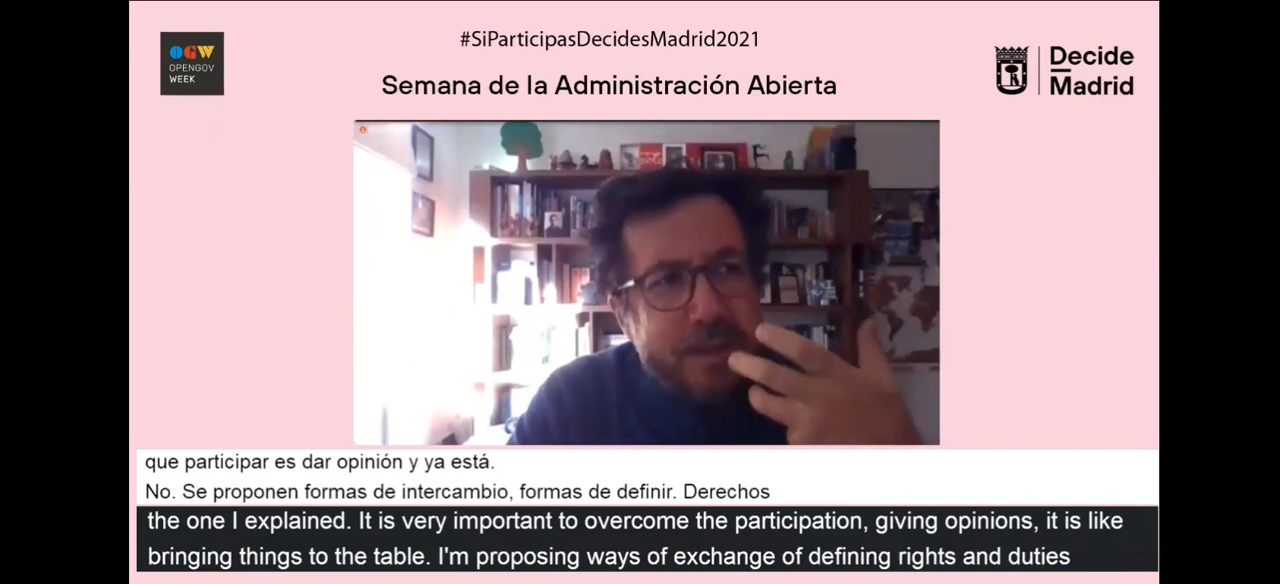 #SiParticipasDecidesMadrid2021
OGW
OPENGOV
WEEK
Semana de la Administración Abierta
Decide
Madrid
que participar es dar opinión y ya está.
No. Se proponen formas de intercambio, formas de definir. Derechos
the one I explained. It is very important to overcome the participation, giving opinions, it is like
bringing things to the table. I'm proposing ways of exchange of defining rights and duties